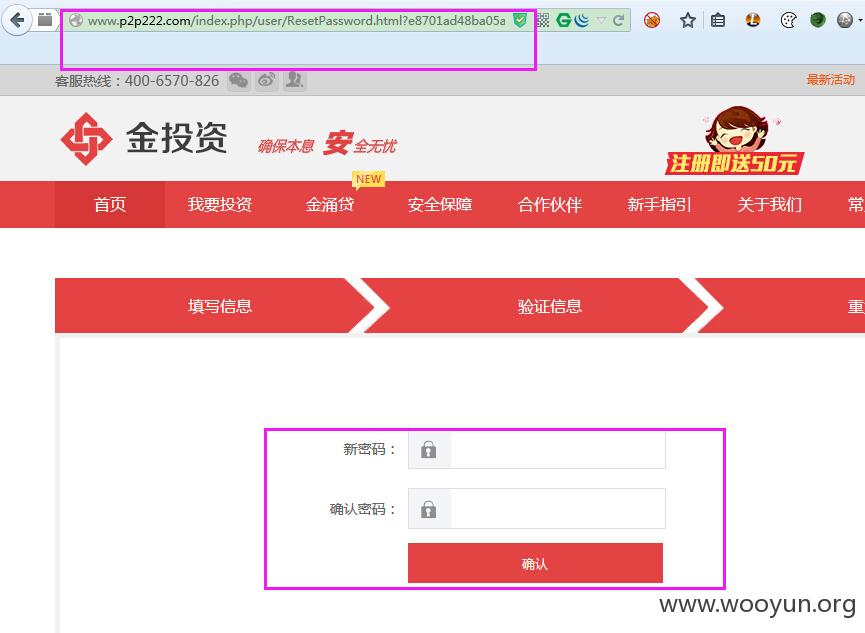 www.p2p222.com/index.php/user/ResetPassword.html?e8701ad48ba05a
客服热线：400-6570-826
最新活动
金投资
确保本息 安全无忧
注册即送50元
NEW
首页 我要投资 金涌贷 安全保障 合作伙伴 新手指引 关于我们 常
填写信息 验证信息 重
新密码：
确认密码：
确认
www.wooyun.org